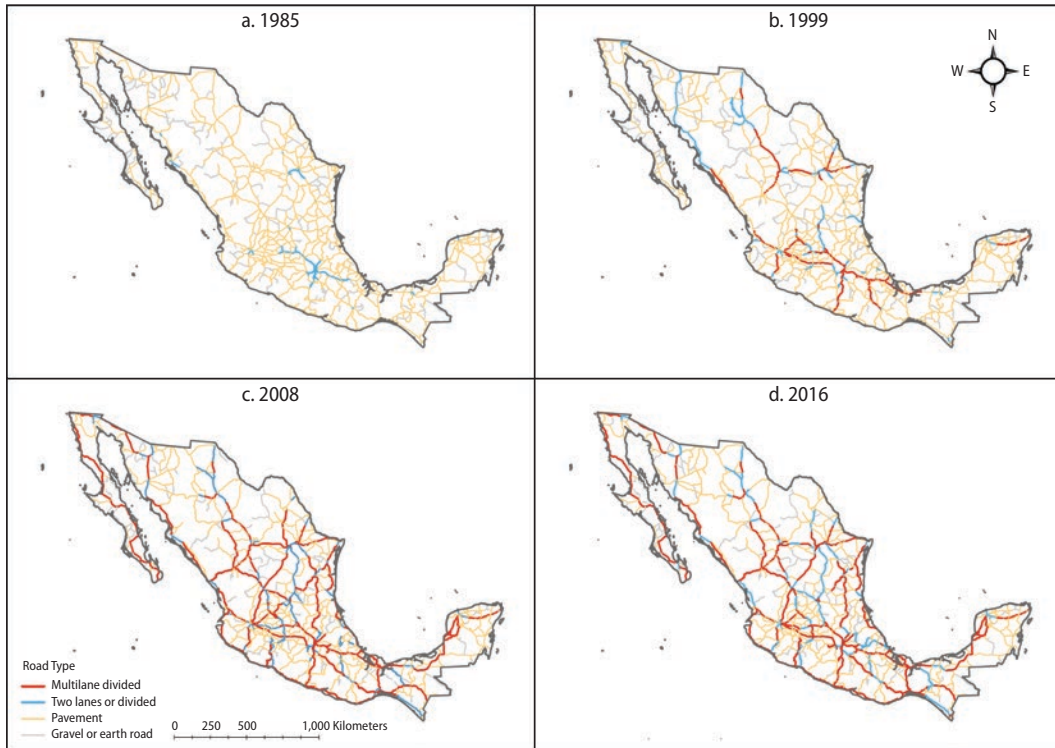 a. 1985
b. 1999
N
W E
S
c. 2008
d. 2016
Road Type
Multilane divided
Two lanes or divided
Pavement
Gravel or earth road
0 250 500 1,000 Kilometers